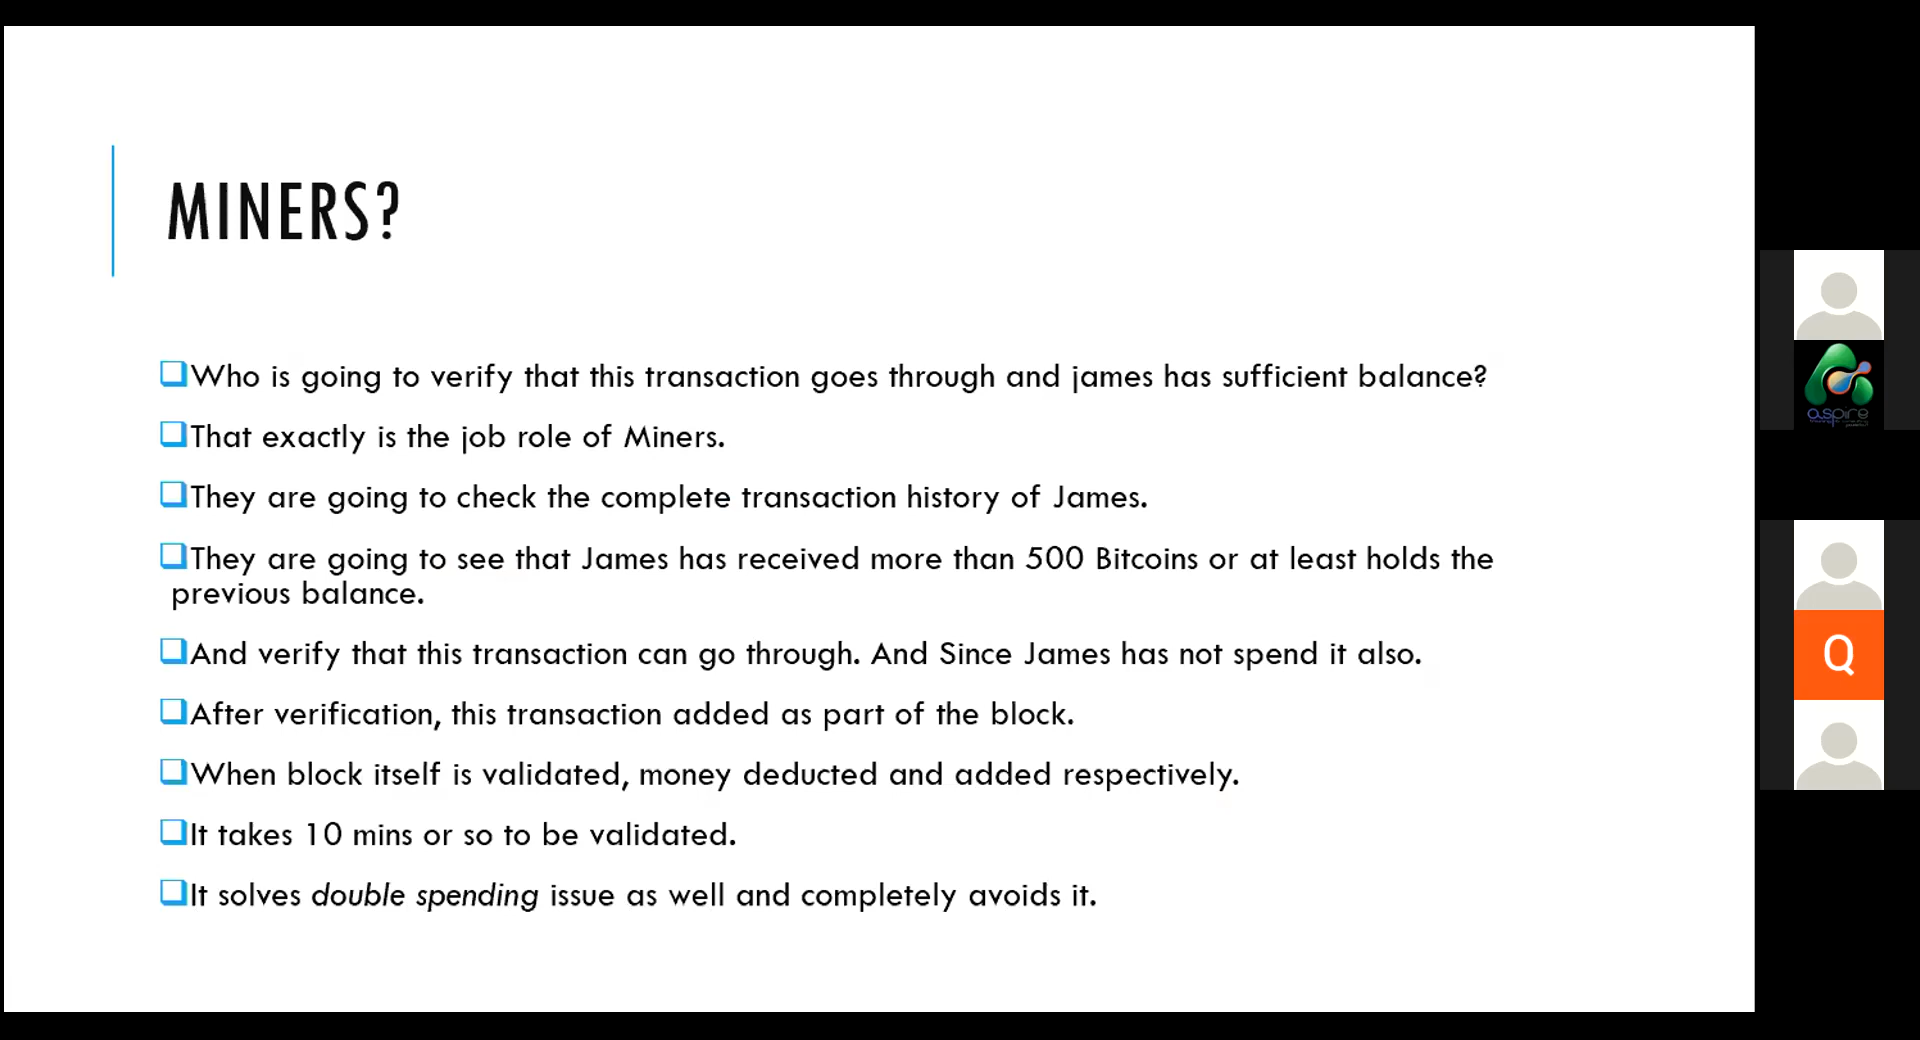 MINERS?
Who is going to verify that this transaction goes through and james has sufficient balance?
That exactly is the job role of Miners.
They are going to check the complete transaction history of James.
They are going to see that James has received more than 500 Bitcoins or at least holds the
previous balance.
And verify that this transaction can go through. And Since James has not spend it also.
After verification, this transaction added as part of the block.
When block itself is validated, money deducted and added respectively.
It takes 10 mins or so to be validated.
It solves double spending issue as well and completely avoids it.
aspire
Q